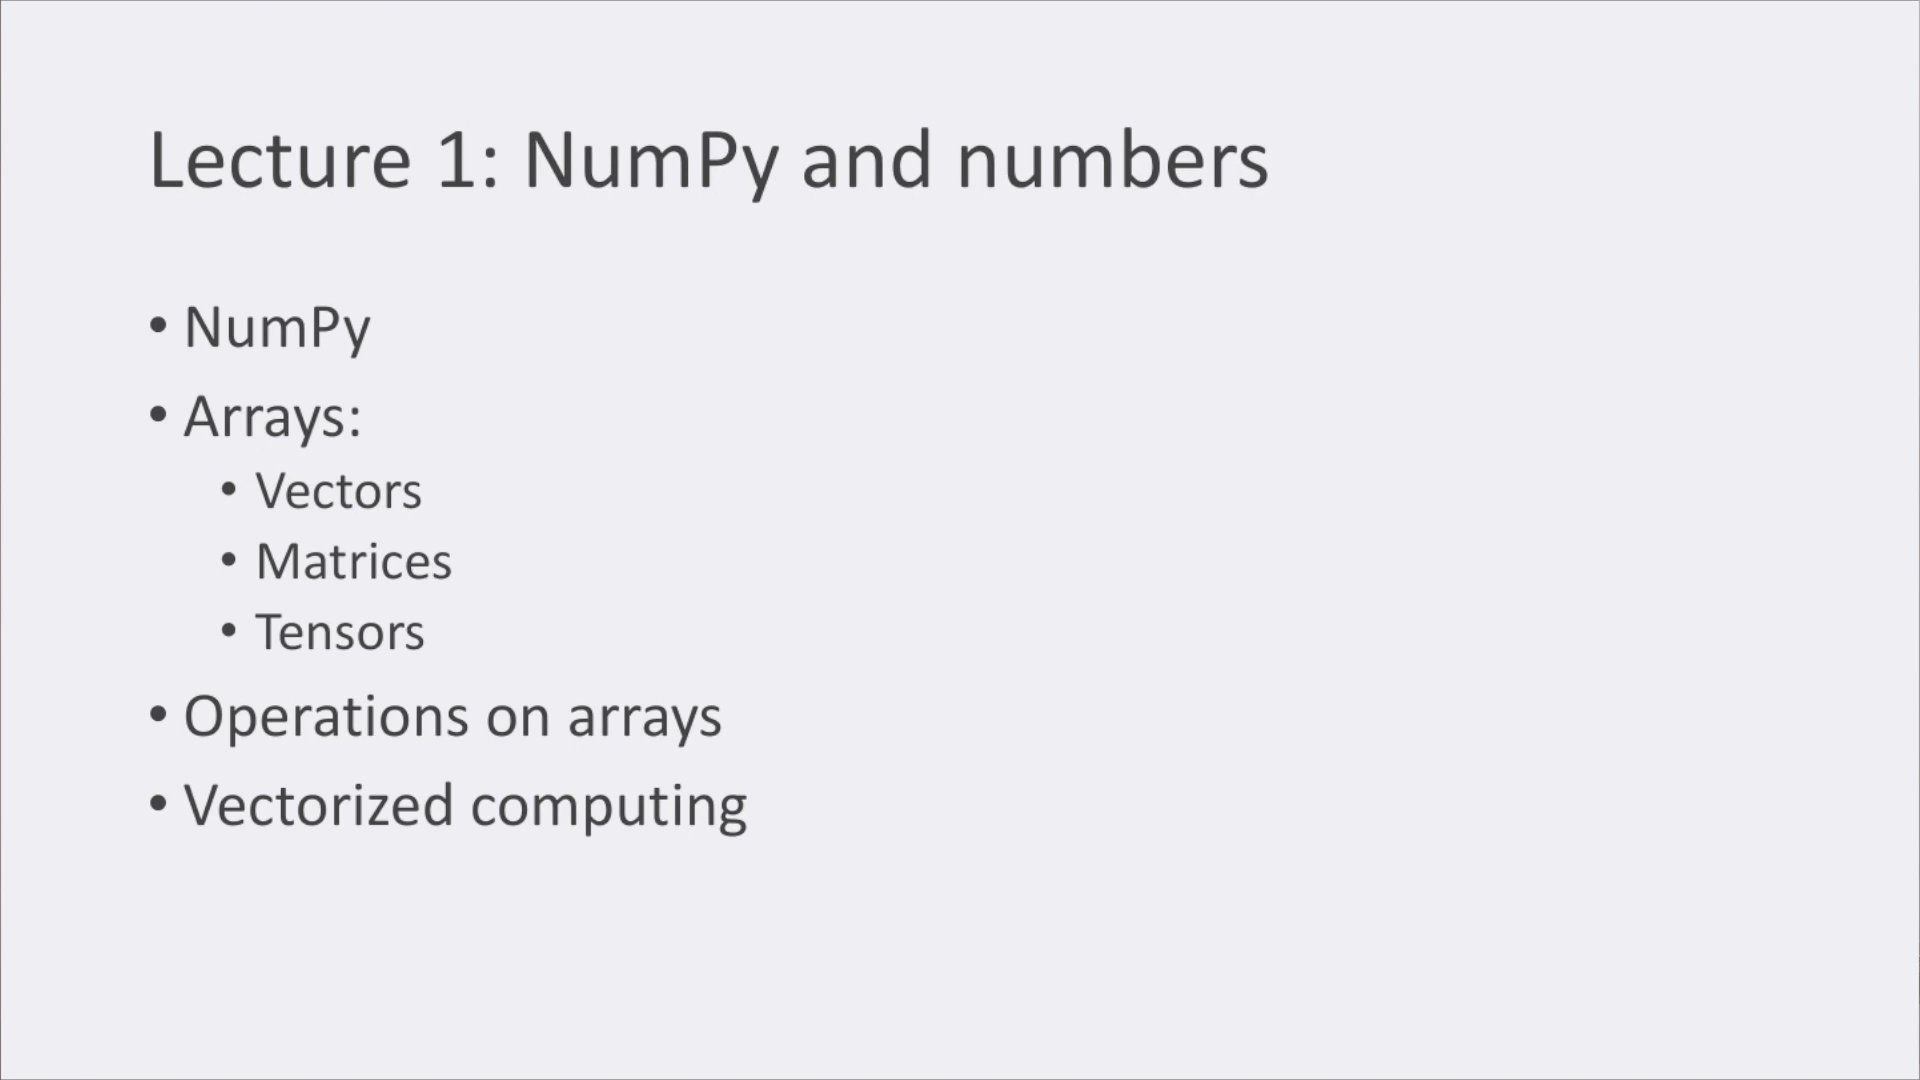 Lecture 1: NumPy and numbers
• NumPy
• Arrays:
• Vectors
• Matrices
• Tensors
• Operations on arrays
• Vectorized computing